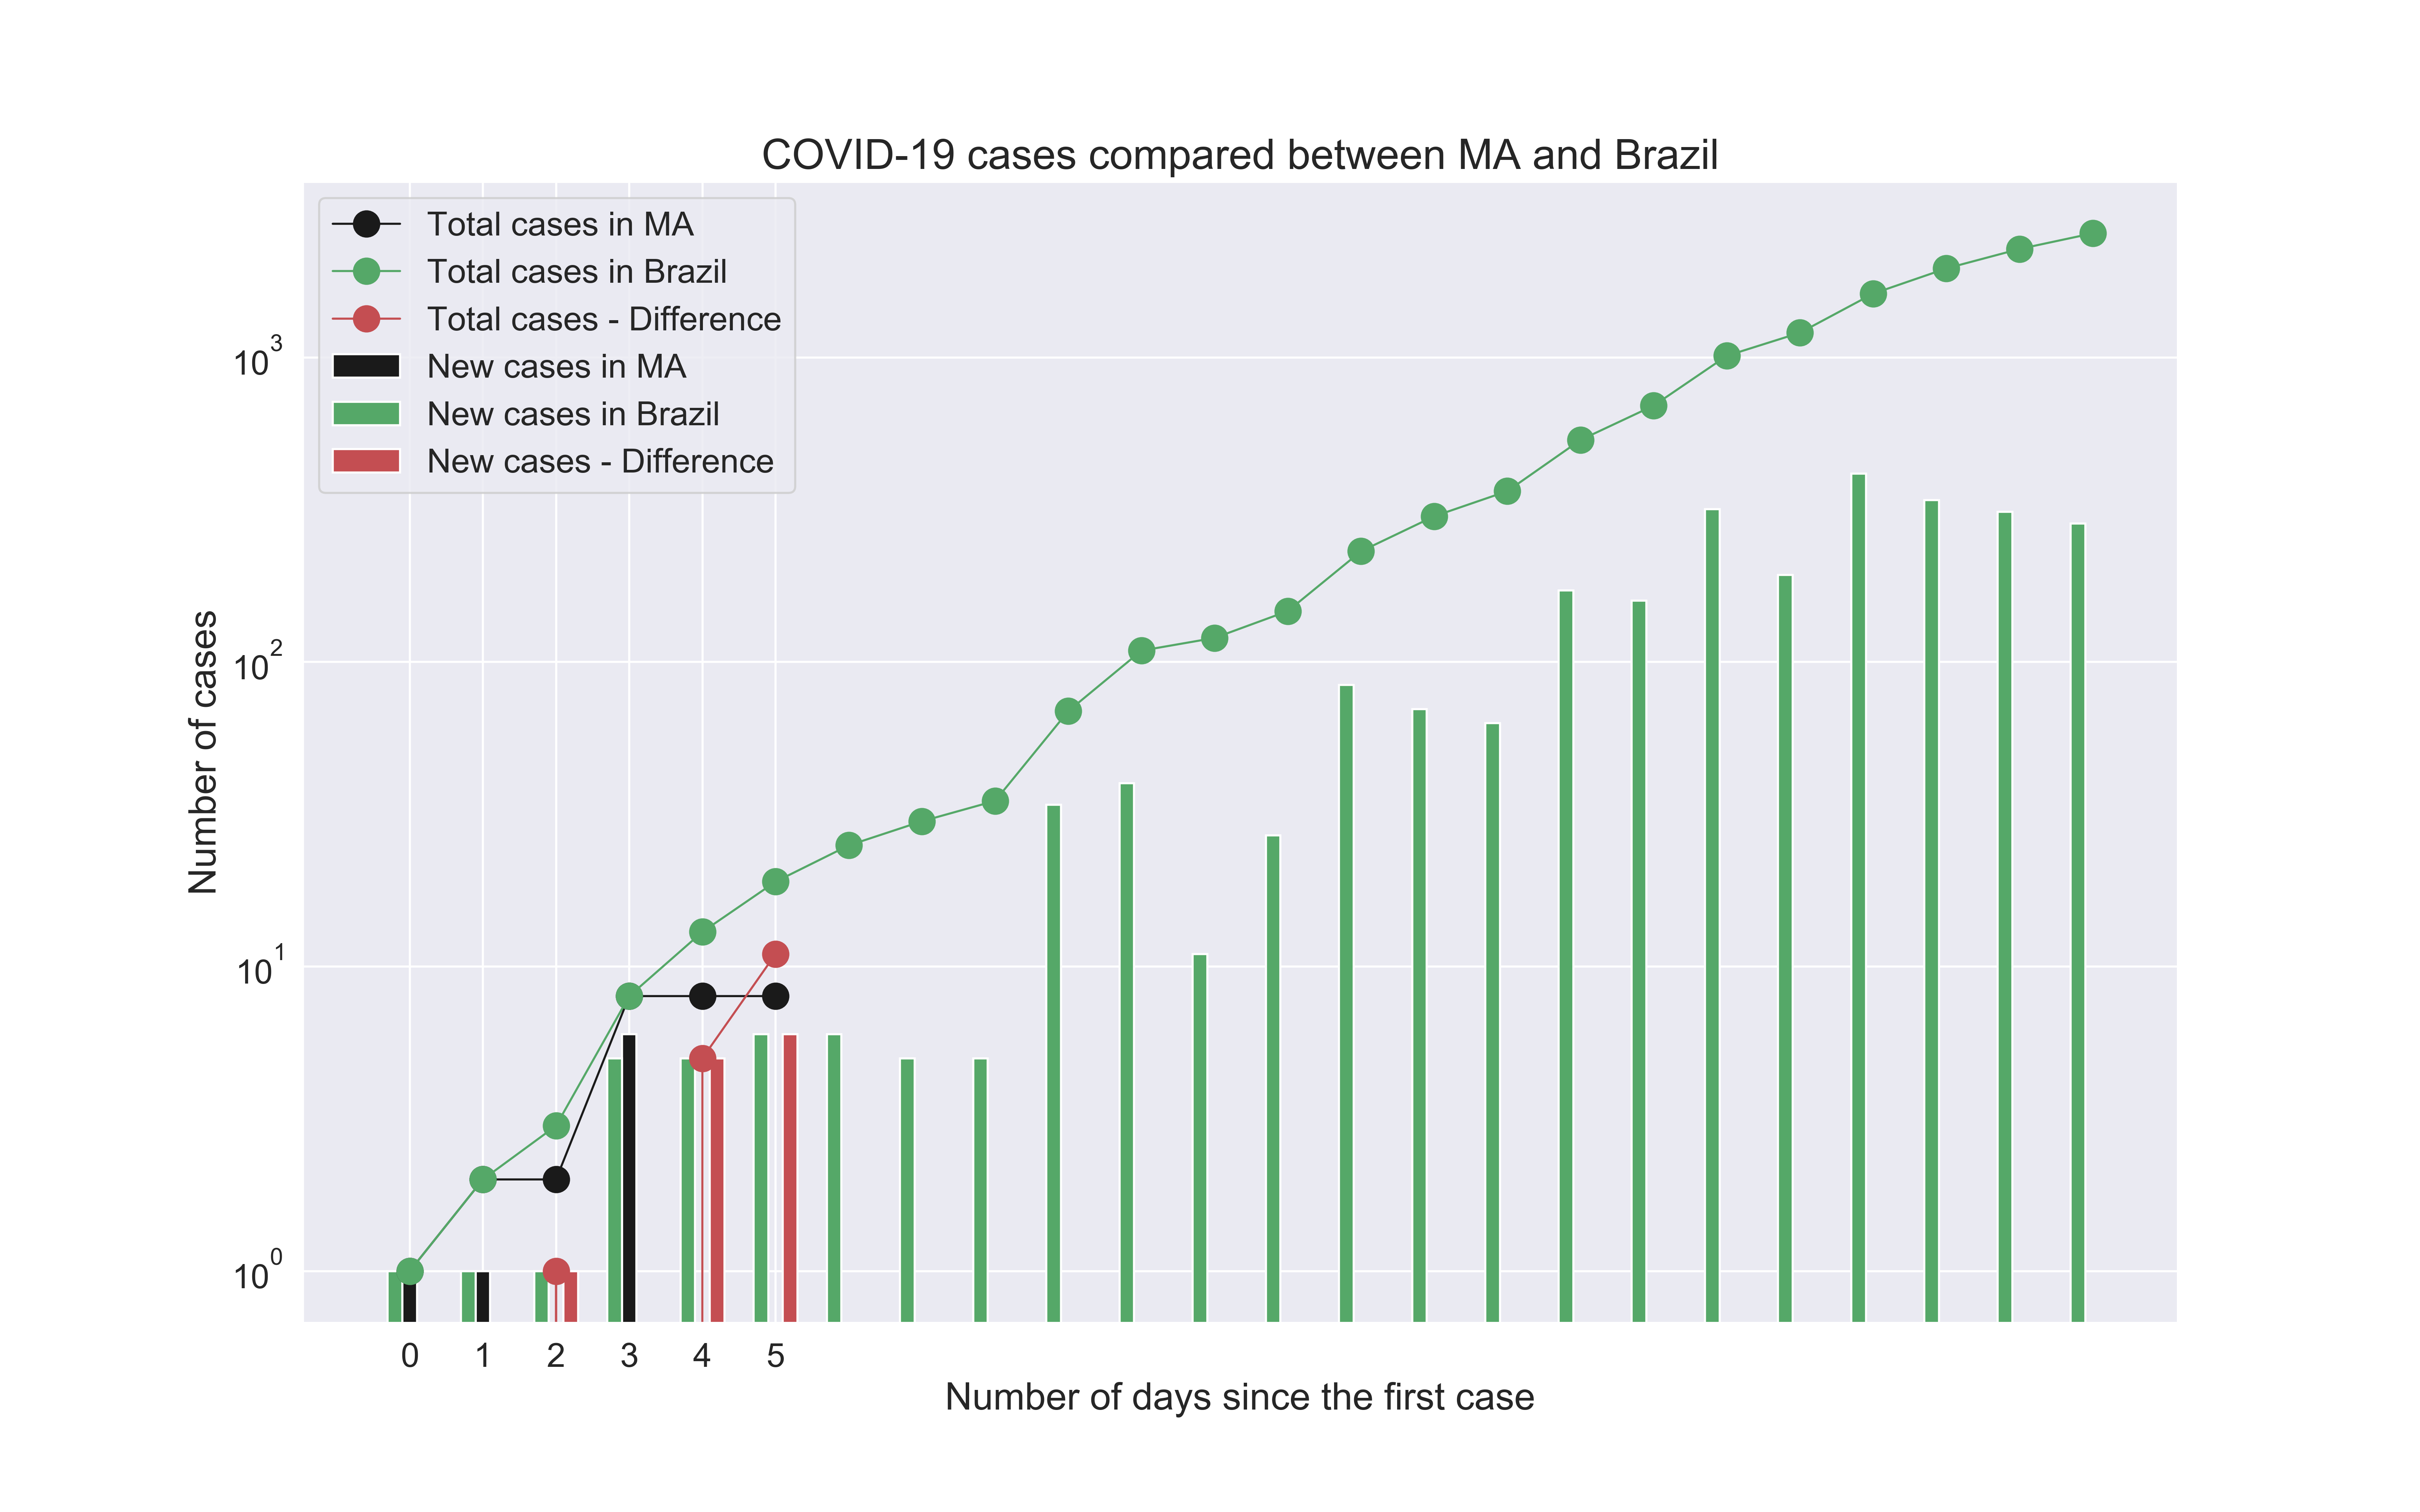 COVID-19 cases compared between MA and Brazil
Total cases in MA
Total cases in Brazil
Total cases - Difference
New cases in MA
New cases in Brazil
New cases - Difference
Number of cases
10^3
10^2
10^1
10^0
0 1 2 3 4 5
Number of days since the first case